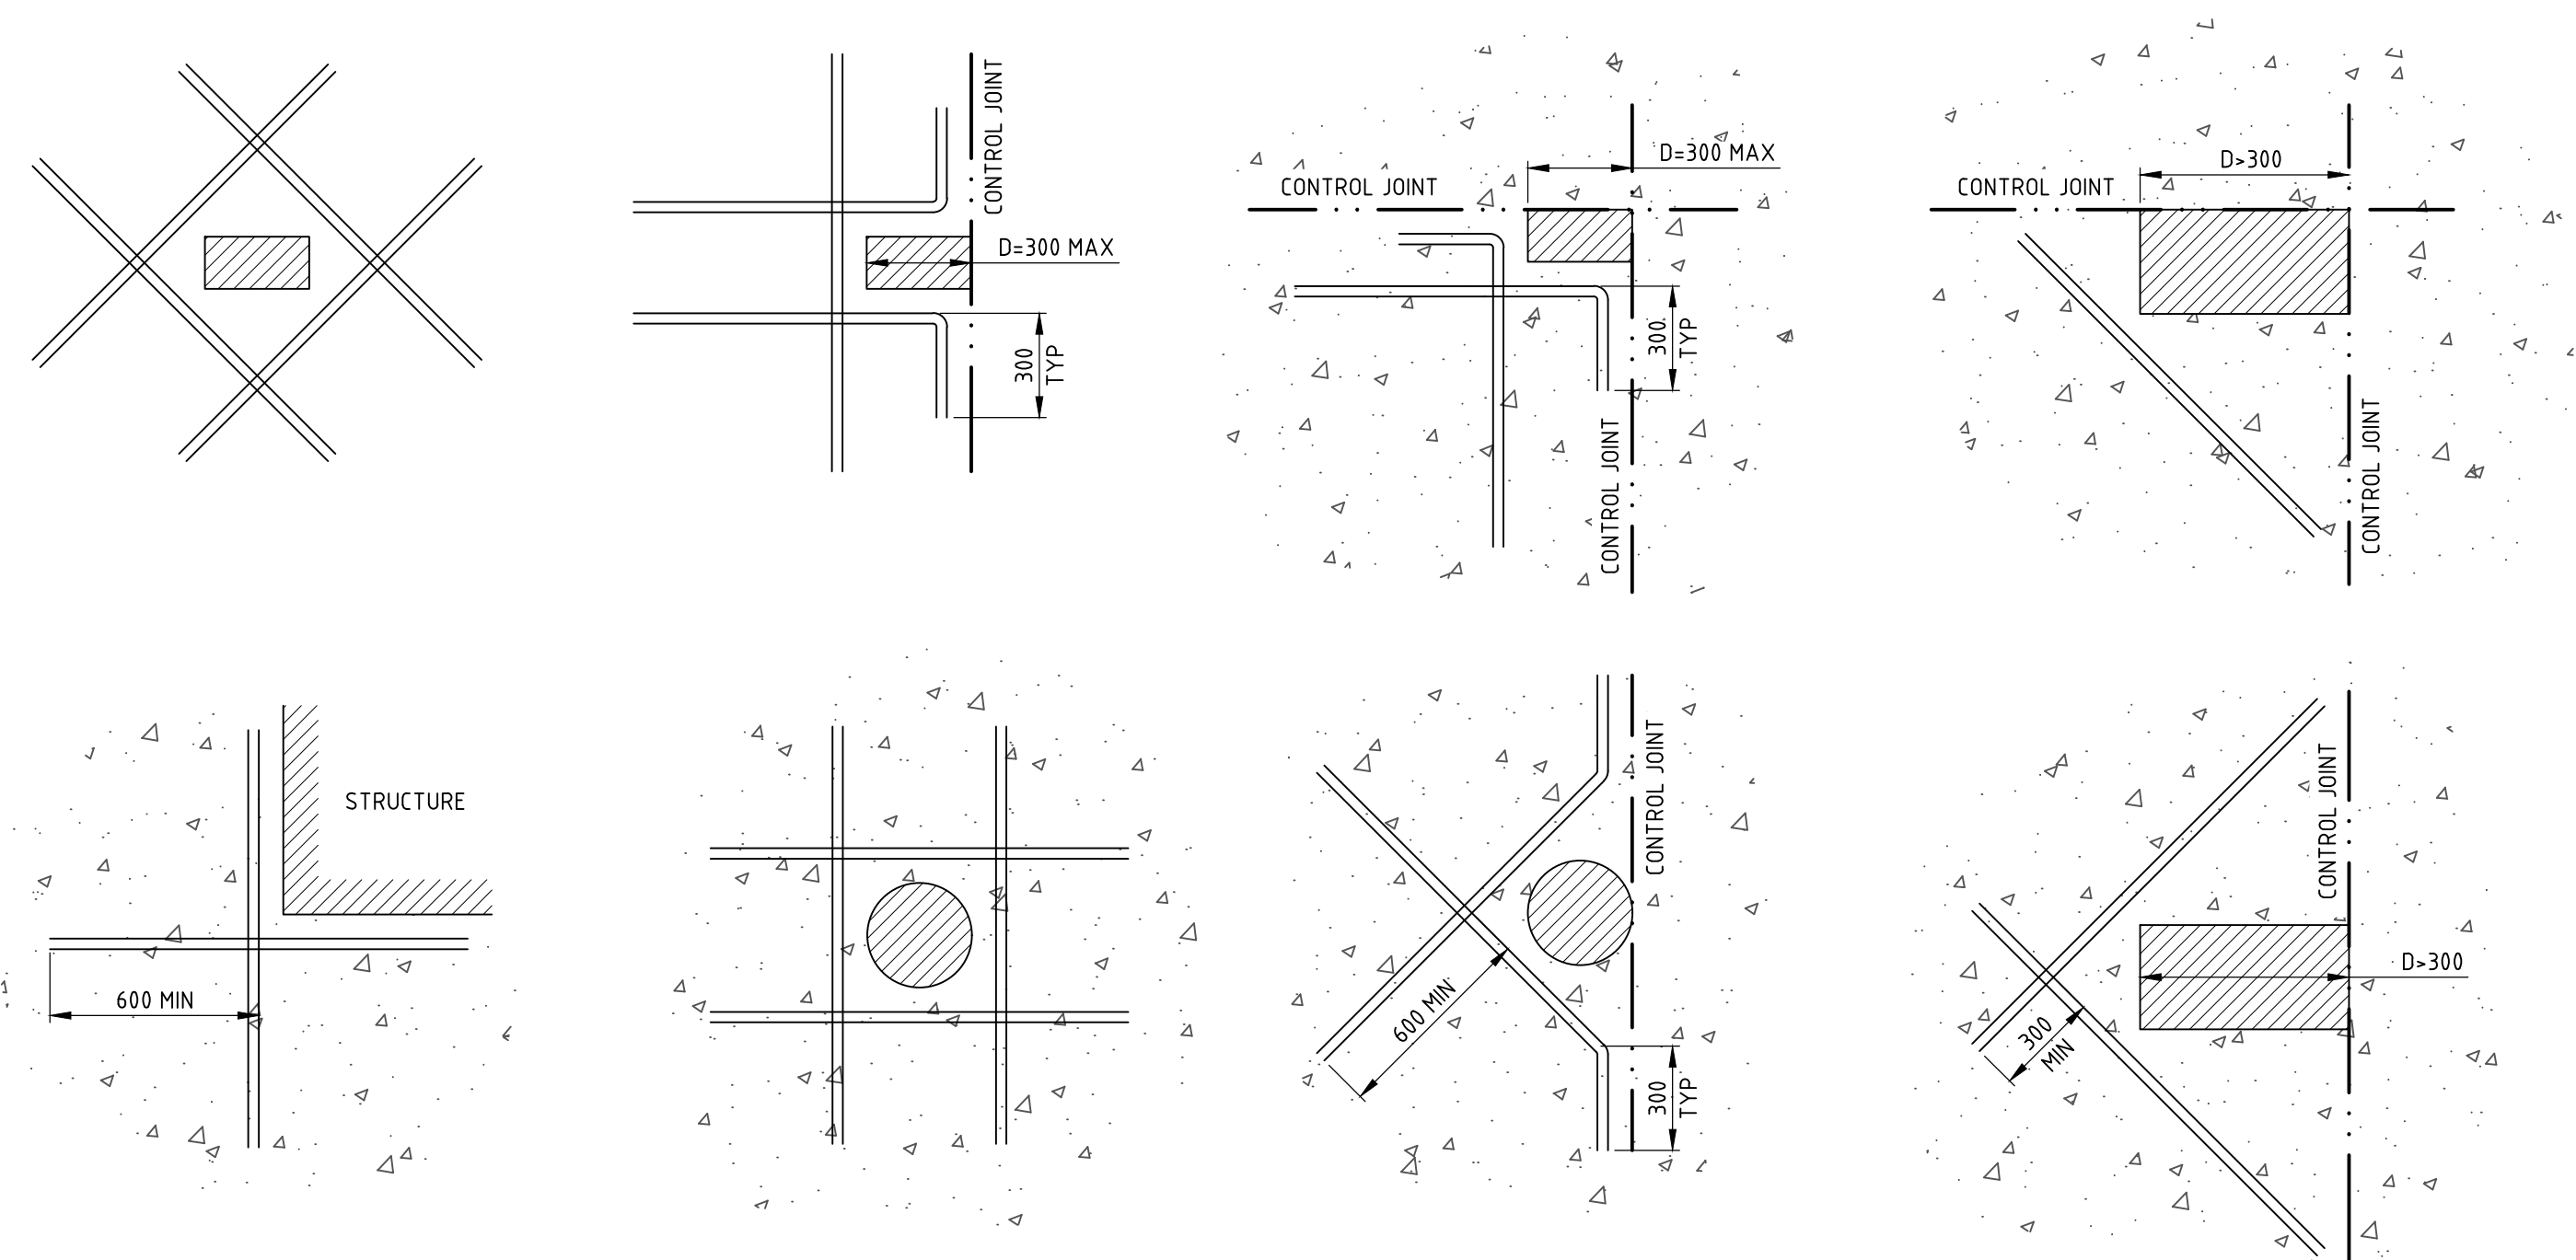 CONTROL JOINT
D=300 MAX
300
TYP
CONTROL JOINT
D=300 MAX
300
TYP
CONTROL JOINT
CONTROL JOINT
D>300
CONTROL JOINT
STRUCTURE
600 MIN
CONTROL JOINT
600 MIN
300
TYP
CONTROL JOINT
D>300
300
MIN